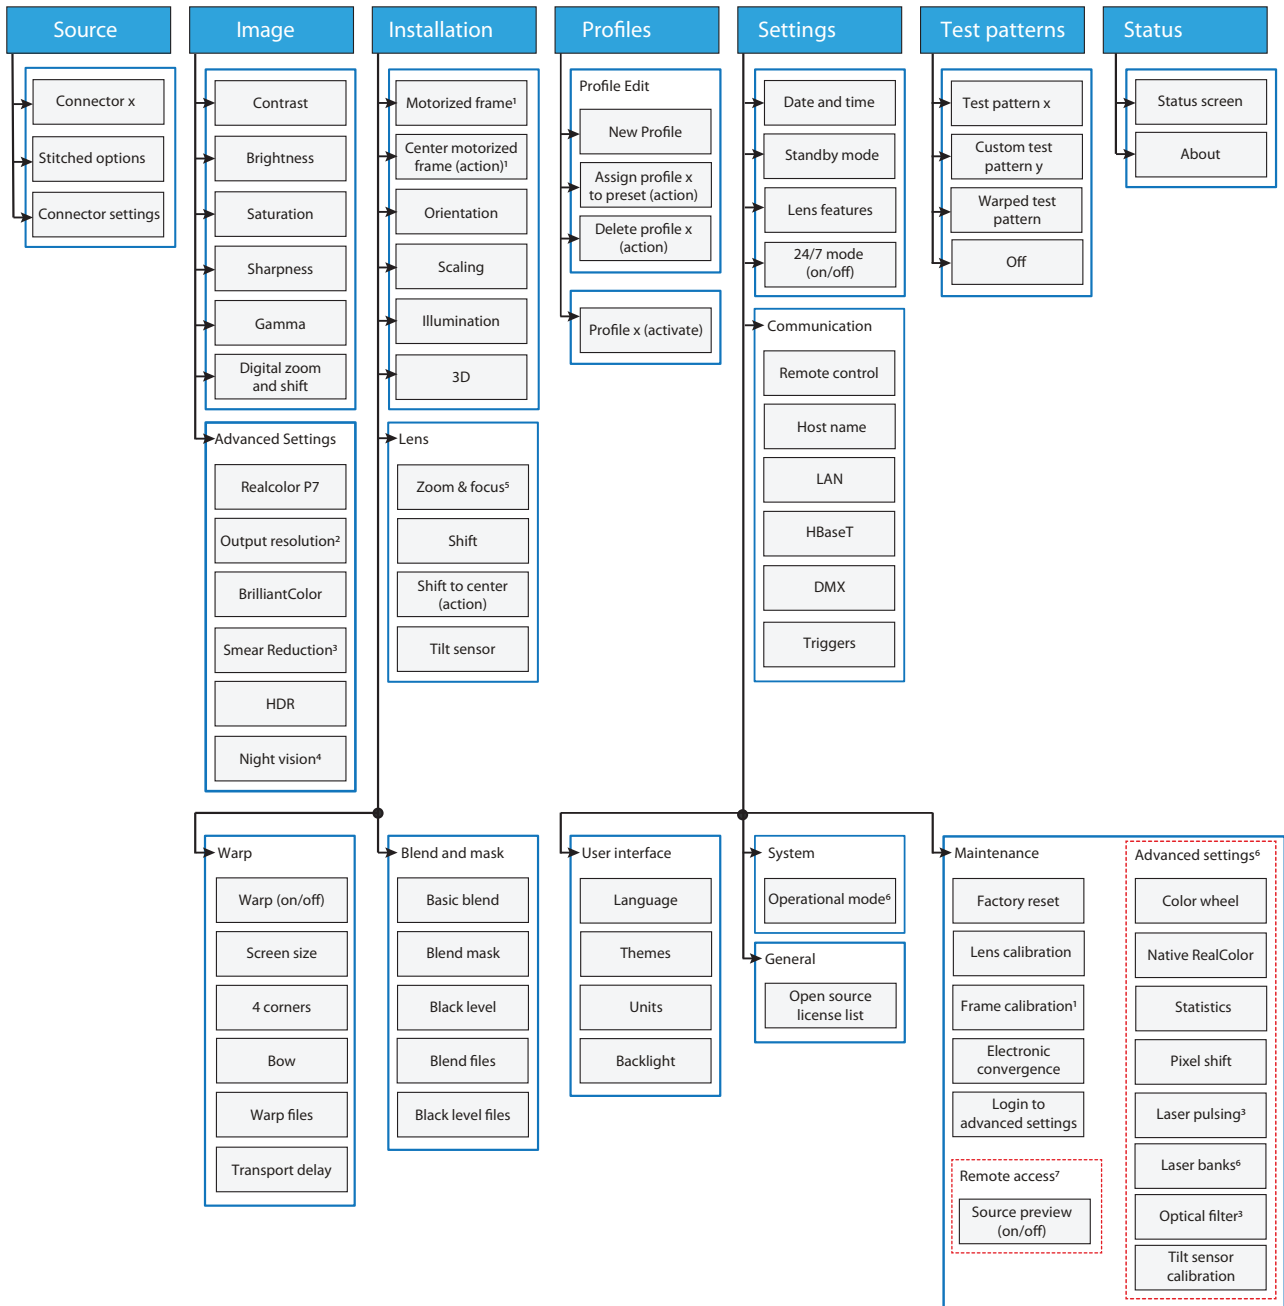 Source
Connector x
Stitched options
Connector settings
Image
Contrast
Brightness
Saturation
Sharpness
Gamma
Digital zoom
and shift
Advanced Settings
Realcolor P7
Output resolution²
BrilliantColor
Smear Reduction³
HDR
Night vision⁴
Installation
Motorized frame¹
Center motorized
frame (action)¹
Orientation
Scaling
Illumination
3D
Lens
Zoom & focus⁵
Shift
Shift to center
(action)
Tilt sensor
Warp
Warp (on/off)
Screen size
4 corners
Bow
Warp files
Transport delay
Blend and mask
Basic blend
Blend mask
Black level
Blend files
Black level files
Profiles
Profile Edit
New Profile
Assign profile x
to preset (action)
Delete profile x
(action)
Profile x (activate)
Settings
Date and time
Standby mode
Lens features
24/7 mode
(on/off)
Communication
Remote control
Host name
LAN
HBaseT
DMX
Triggers
User interface
Language
Themes
Units
Backlight
System
Operational mode⁶
General
Open source
license list
Maintenance
Factory reset
Lens calibration
Frame calibration¹
Electronic
convergence
Login to
advanced settings
Remote access⁷
Source preview
(on/off)
Advanced settings⁶
Color wheel
Native RealColor
Statistics
Pixel shift
Laser pulsing³
Laser banks⁶
Optical filter³
Tilt sensor
calibration
Test patterns
Test pattern x
Custom test
pattern y
Warped test
pattern
Off
Status
Status screen
About